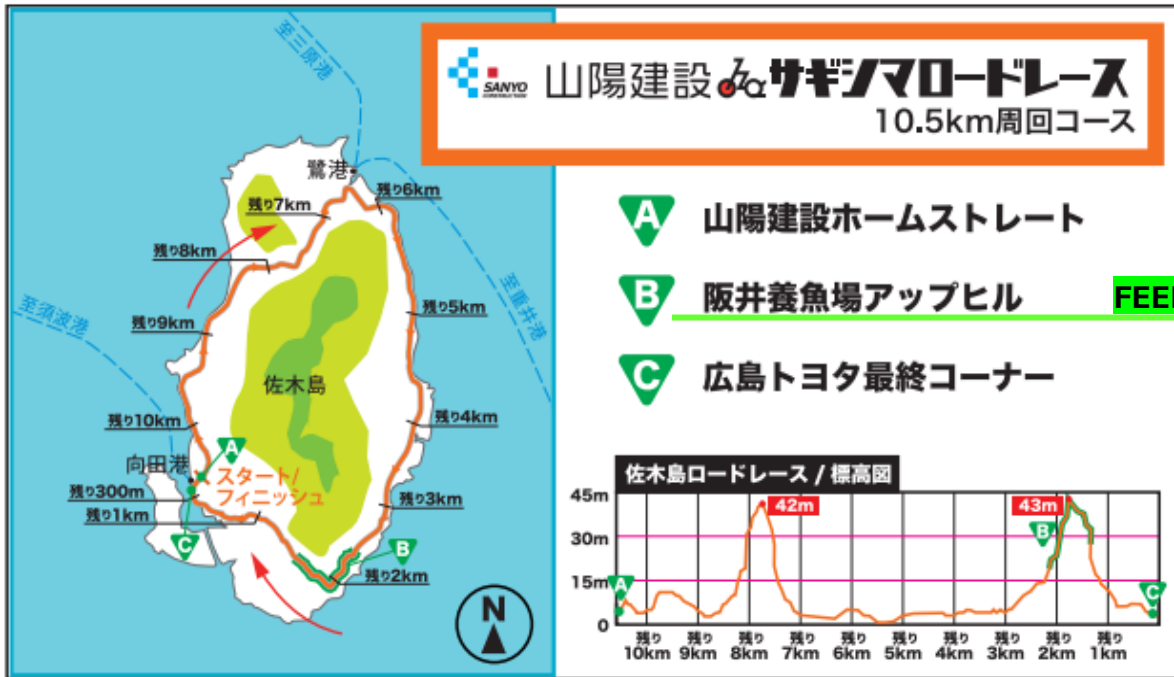 SANYO
CONSTRUCTION
山陽建設
サギシマロードレース
10.5km周回コース
至三原港
鷺港
残り6km
残り7km
残り8km
至須波港
至重井港
残り5km
残り9km
佐木島
残り4km
残り10km
A
向田港
スタート/
フィニッシュ
残り300m
残り3km
残り1km
C
B
残り2km
N
A 山陽建設ホームストレート
B 阪井養魚場アップヒル
FEE
C 広島トヨタ最終コーナー
佐木島ロードレース / 標高図
45m
42m
43m
30m
B
15m
A
C
0
残り
10km
残り
9km
残り
8km
残り
7km
残り
6km
残り
5km
残り
4km
残り
3km
残り
2km
残り
1km